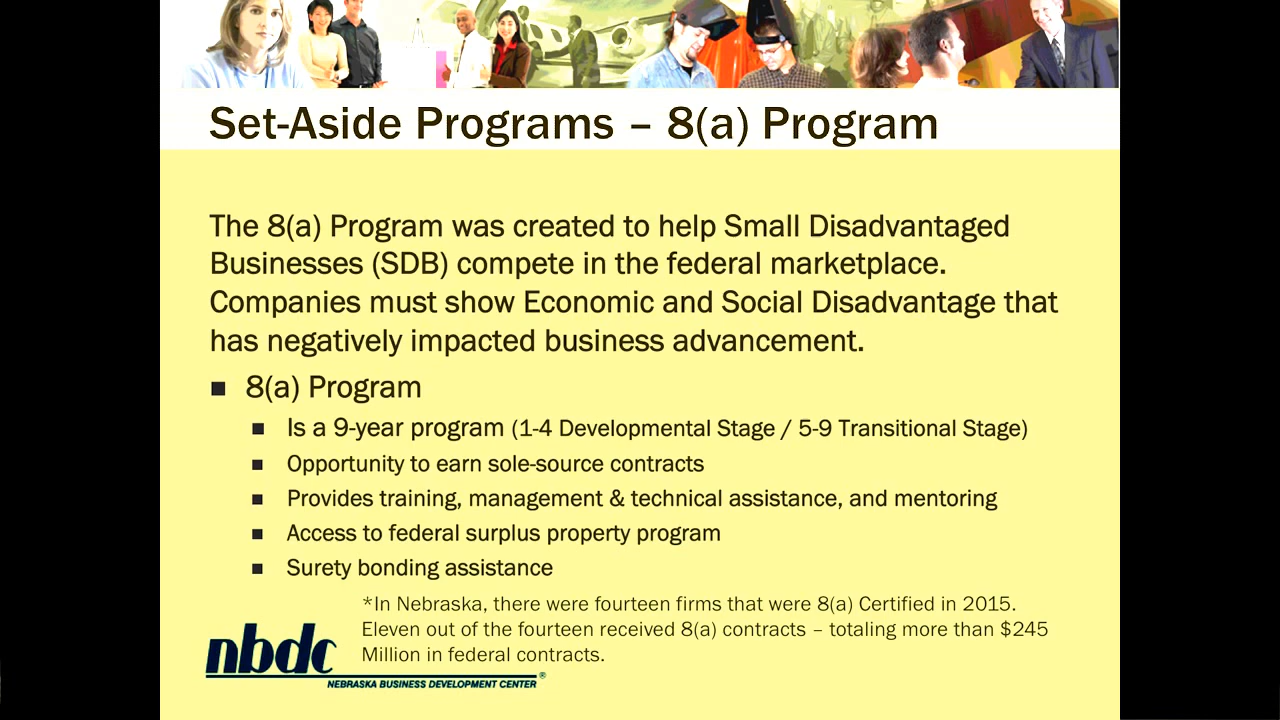 Set-Aside Programs – 8(a) Program
The 8(a) Program was created to help Small Disadvantaged
Businesses (SDB) compete in the federal marketplace.
Companies must show Economic and Social Disadvantage that
has negatively impacted business advancement.
■ 8(a) Program
■ Is a 9-year program (1-4 Developmental Stage / 5-9 Transitional Stage)
■ Opportunity to earn sole-source contracts
■ Provides training, management & technical assistance, and mentoring
■ Access to federal surplus property program
■ Surety bonding assistance
*In Nebraska, there were fourteen firms that were 8(a) Certified in 2015.
Eleven out of the fourteen received 8(a) contracts – totaling more than $245
Million in federal contracts.
nbdc
NEBRASKA BUSINESS DEVELOPMENT CENTER®